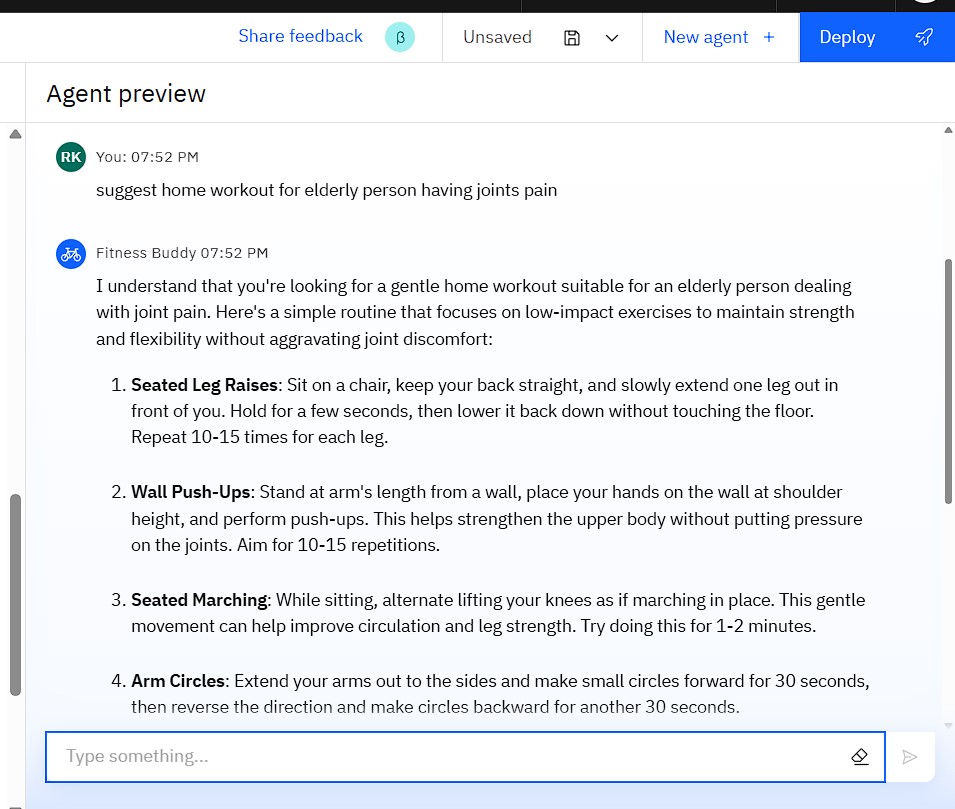 Share feedback β Unsaved New agent + Deploy
Agent preview
RK You: 07:52 PM
suggest home workout for elderly person having joints pain
Fitness Buddy 07:52 PM
I understand that you're looking for a gentle home workout suitable for an elderly person dealing
with joint pain. Here's a simple routine that focuses on low-impact exercises to maintain strength
and flexibility without aggravating joint discomfort:
1. Seated Leg Raises: Sit on a chair, keep your back straight, and slowly extend one leg out in
front of you. Hold for a few seconds, then lower it back down without touching the floor.
Repeat 10-15 times for each leg.
2. Wall Push-Ups: Stand at arm's length from a wall, place your hands on the wall at shoulder
height, and perform push-ups. This helps strengthen the upper body without putting pressure
on the joints. Aim for 10-15 repetitions.
3. Seated Marching: While sitting, alternate lifting your knees as if marching in place. This gentle
movement can help improve circulation and leg strength. Try doing this for 1-2 minutes.
4. Arm Circles: Extend your arms out to the sides and make small circles forward for 30 seconds,
then reverse the direction and make circles backward for another 30 seconds.
Type something...